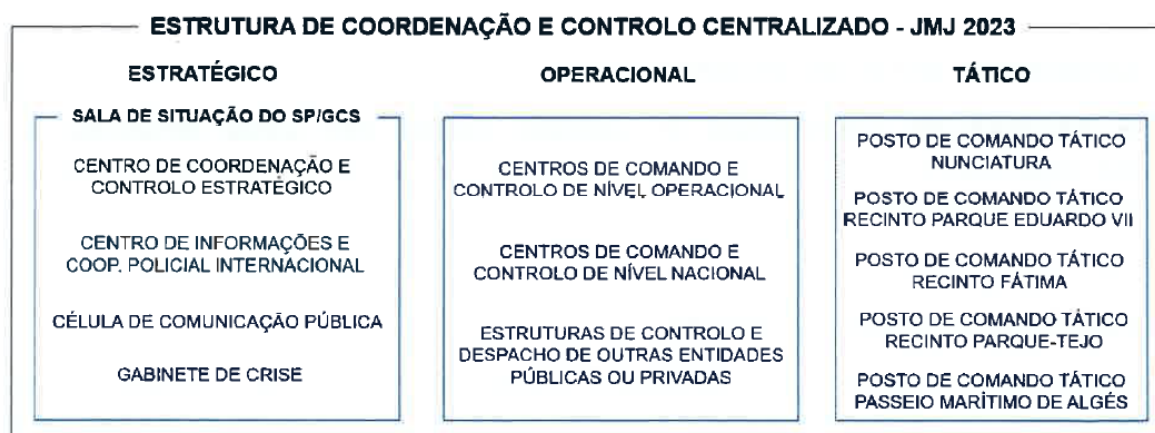 ESTRUTURA DE COORDENAÇÃO E CONTROLO CENTRALIZADO - JMJ 2023
ESTRATÉGICO
SALA DE SITUAÇÃO DO SP/GCS
CENTRO DE COORDENAÇÃO E
CONTROLO ESTRATÉGICO
CENTRO DE INFORMAÇÕES E
COOP. POLICIAL INTERNACIONAL
CÉLULA DE COMUNICAÇÃO PÚBLICA
GABINETE DE CRISE
OPERACIONAL
CENTROS DE COMANDO E
CONTROLO DE NÍVEL OPERACIONAL
CENTROS DE COMANDO E
CONTROLO DE NÍVEL NACIONAL
ESTRUTURAS DE CONTROLO E
DESPACHO DE OUTRAS ENTIDADES
PÚBLICAS OU PRIVADAS
TÁTICO
POSTO DE COMANDO TÁTICO
NUNCIATURA
POSTO DE COMANDO TÁTICO
RECINTO PARQUE EDUARDO VII
POSTO DE COMANDO TÁTICO
RECINTO FÁTIMA
POSTO DE COMANDO TÁTICO
RECINTO PARQUE-TEJO
POSTO DE COMANDO TÁTICO
PASSEIO MARÍTIMO DE ALGÉS